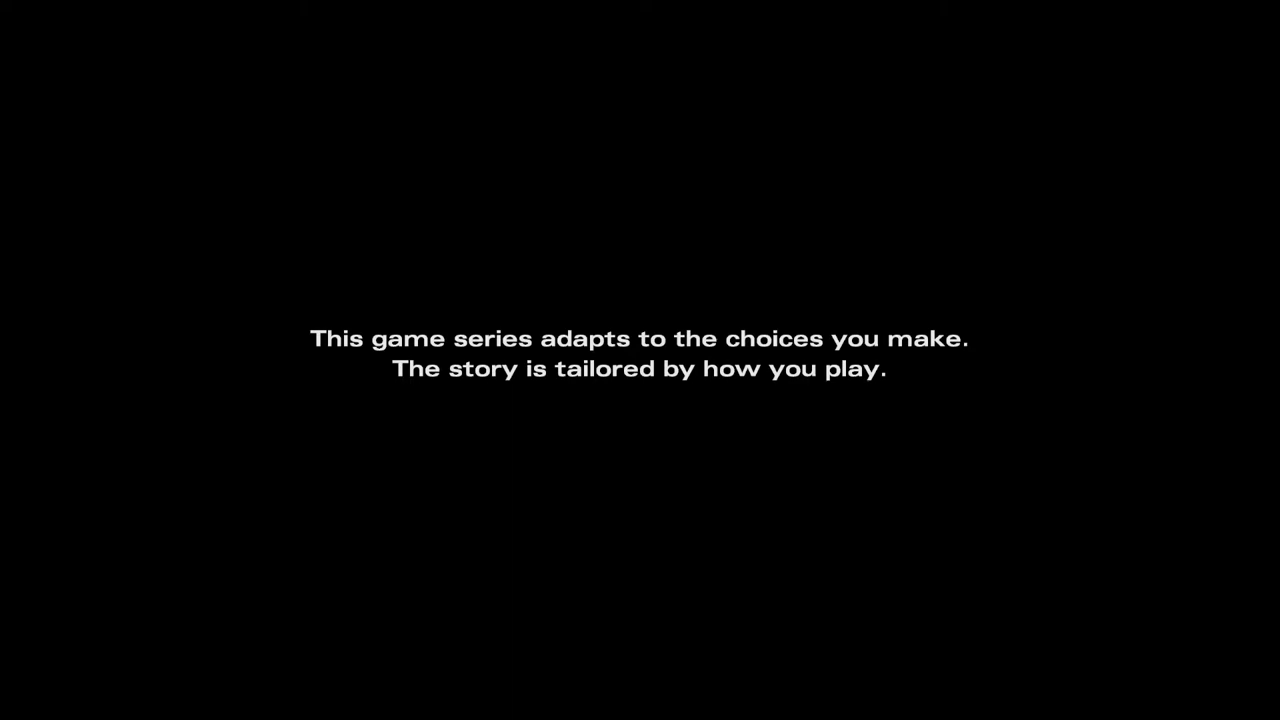 This game series adapts to the choices you make.
The story is tailored by how you play.